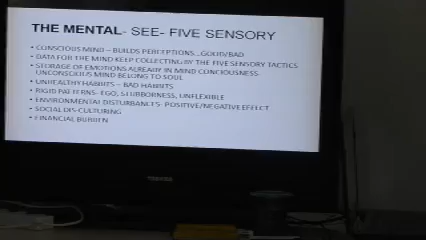 THE MENTAL- SEE- FIVE SENSORY
• CONSCIOUS MIND – BUILDS PERCEPTIONS...GOOD/BAD
• DATA FOR THE MIND KEEP COLLECTING BY THE FIVE SENSORY TACTICS
• STORAGE OF EMOTIONS ALREADY IN MIND CONCIOUSNESS-
UNCONSCIOUS MIND BELONG TO SOUL
• UNHEALTHY HABITS – BAD HABITS
• RIGID PATTERNS- EGO, STUBBORNESS, UNFLEXIBLE
• ENVIRONMENTAL DISTURBANCES- POSITIVE/NEGATIVE EFFECT
• SOCIAL DIS-CULTURING
• FINANCIAL BURDEN
TOSHIBA